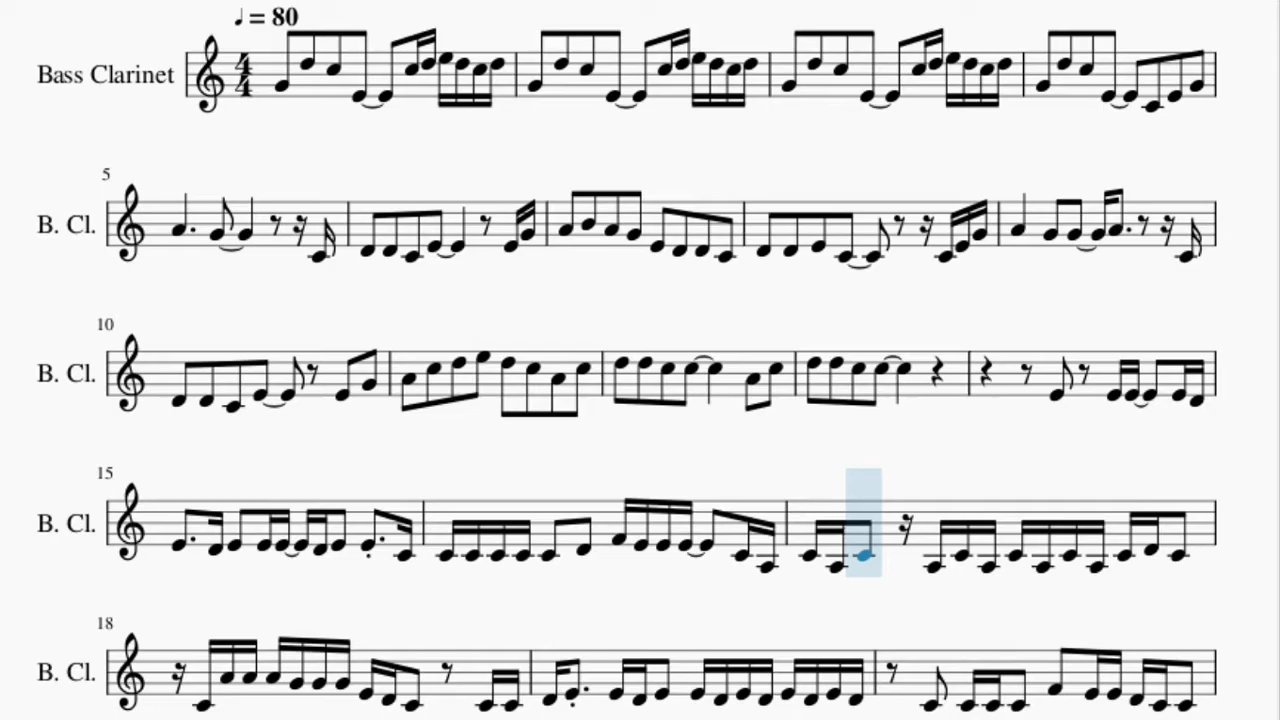 ♩ = 80
Bass Clarinet 4/4
5
B. Cl.
10
B. Cl.
15
B. Cl.
18
B. Cl.